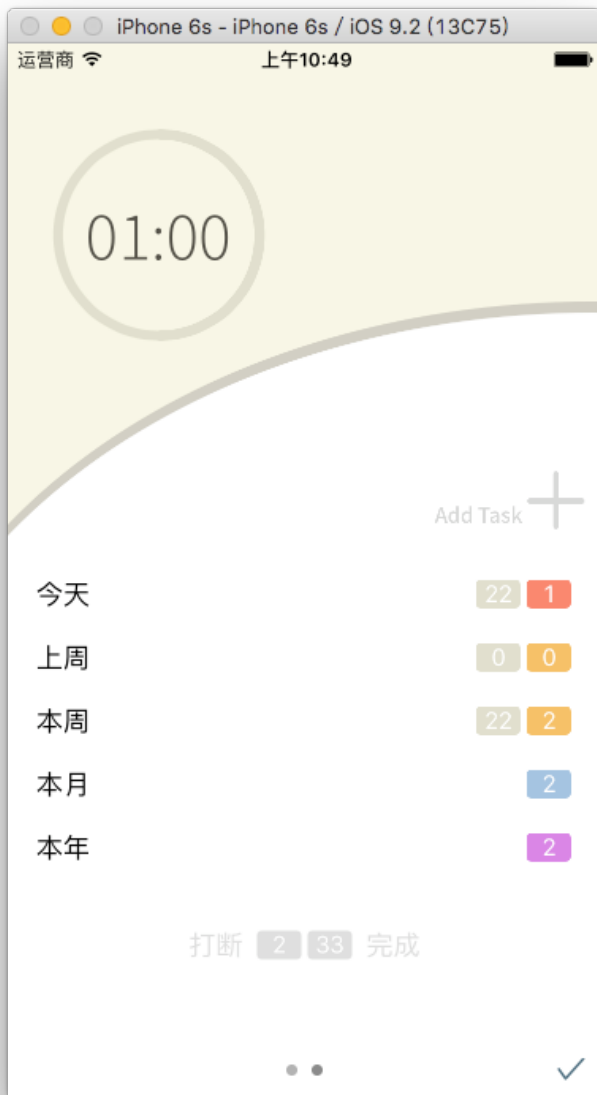 iPhone 6s - iPhone 6s / iOS 9.2 (13C75)
运营商 上午10:49
01:00
Add Task
今天 22 1
上周 0 0
本周 22 2
本月 2
本年 2
打断 2 33 完成